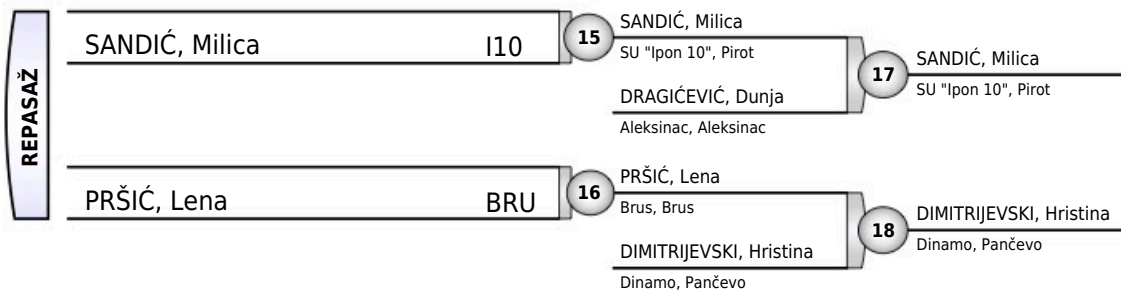 REPASAŽ
SANDIĆ, Milica I10
15
SANDIĆ, Milica
SU "Ipon 10", Pirot
DRAGIĆEVIĆ, Dunja
Aleksinac, Aleksinac
17
SANDIĆ, Milica
SU "Ipon 10", Pirot
PRŠIĆ, Lena BRU
16
PRŠIĆ, Lena
Brus, Brus
DIMITRIJEVSKI, Hristina
Dinamo, Pančevo
18
DIMITRIJEVSKI, Hristina
Dinamo, Pančevo